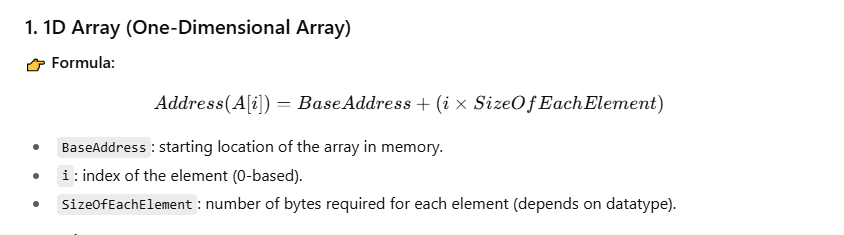 1. 1D Array (One-Dimensional Array)
👉 Formula:
Address(A[i]) = BaseAddress + (i × SizeOfEachElement)
• BaseAddress : starting location of the array in memory.
• i : index of the element (0-based).
• SizeOfEachElement : number of bytes required for each element (depends on datatype).